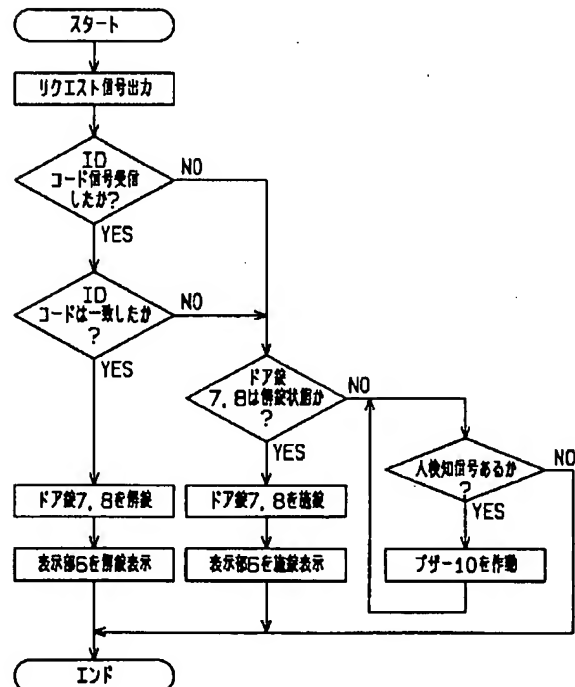 スタート
リクエスト信号出力
ID
コード信号受信
したか?
NO
YES
ID
コードは一致したか
?
NO
YES
ドア錠
7,8は解錠状態か
?
NO
YES
人検知信号あるか
?
NO
YES
ドア錠7,8を解錠
ドア錠7,8を施錠
表示部6を解錠表示
表示部6を施錠表示
ブザー10を作動
エンド